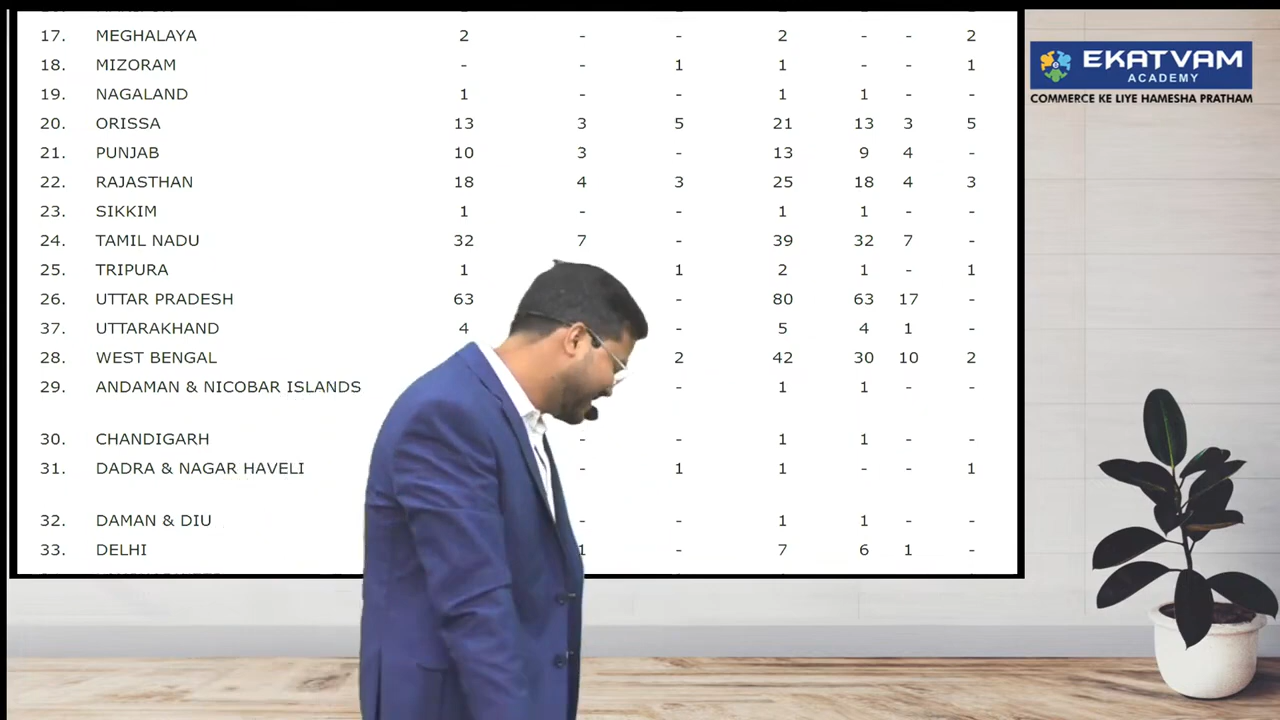 17. MEGHALAYA 2 - - 2 - - 2
18. MIZORAM - - 1 1 - - 1
19. NAGALAND 1 - - 1 1 - -
20. ORISSA 13 3 5 21 13 3 5
21. PUNJAB 10 3 - 13 9 4 -
22. RAJASTHAN 18 4 3 25 18 4 3
23. SIKKIM 1 - - 1 1 - -
24. TAMIL NADU 32 7 - 39 32 7 -
25. TRIPURA 1 1 2 1 - 1
26. UTTAR PRADESH 63 - 80 63 17 -
37. UTTARAKHAND 4 - 5 4 1 -
28. WEST BENGAL 2 42 30 10 2
29. ANDAMAN & NICOBAR ISLANDS - 1 1 - -
30. CHANDIGARH - - 1 1 - -
31. DADRA & NAGAR HAVELI - 1 1 - - 1
32. DAMAN & DIU - - 1 1 - -
33. DELHI 1 - 7 6 1 -
EKATVAM
ACADEMY
COMMERCE KE LIYE HAMESHA PRATHAM